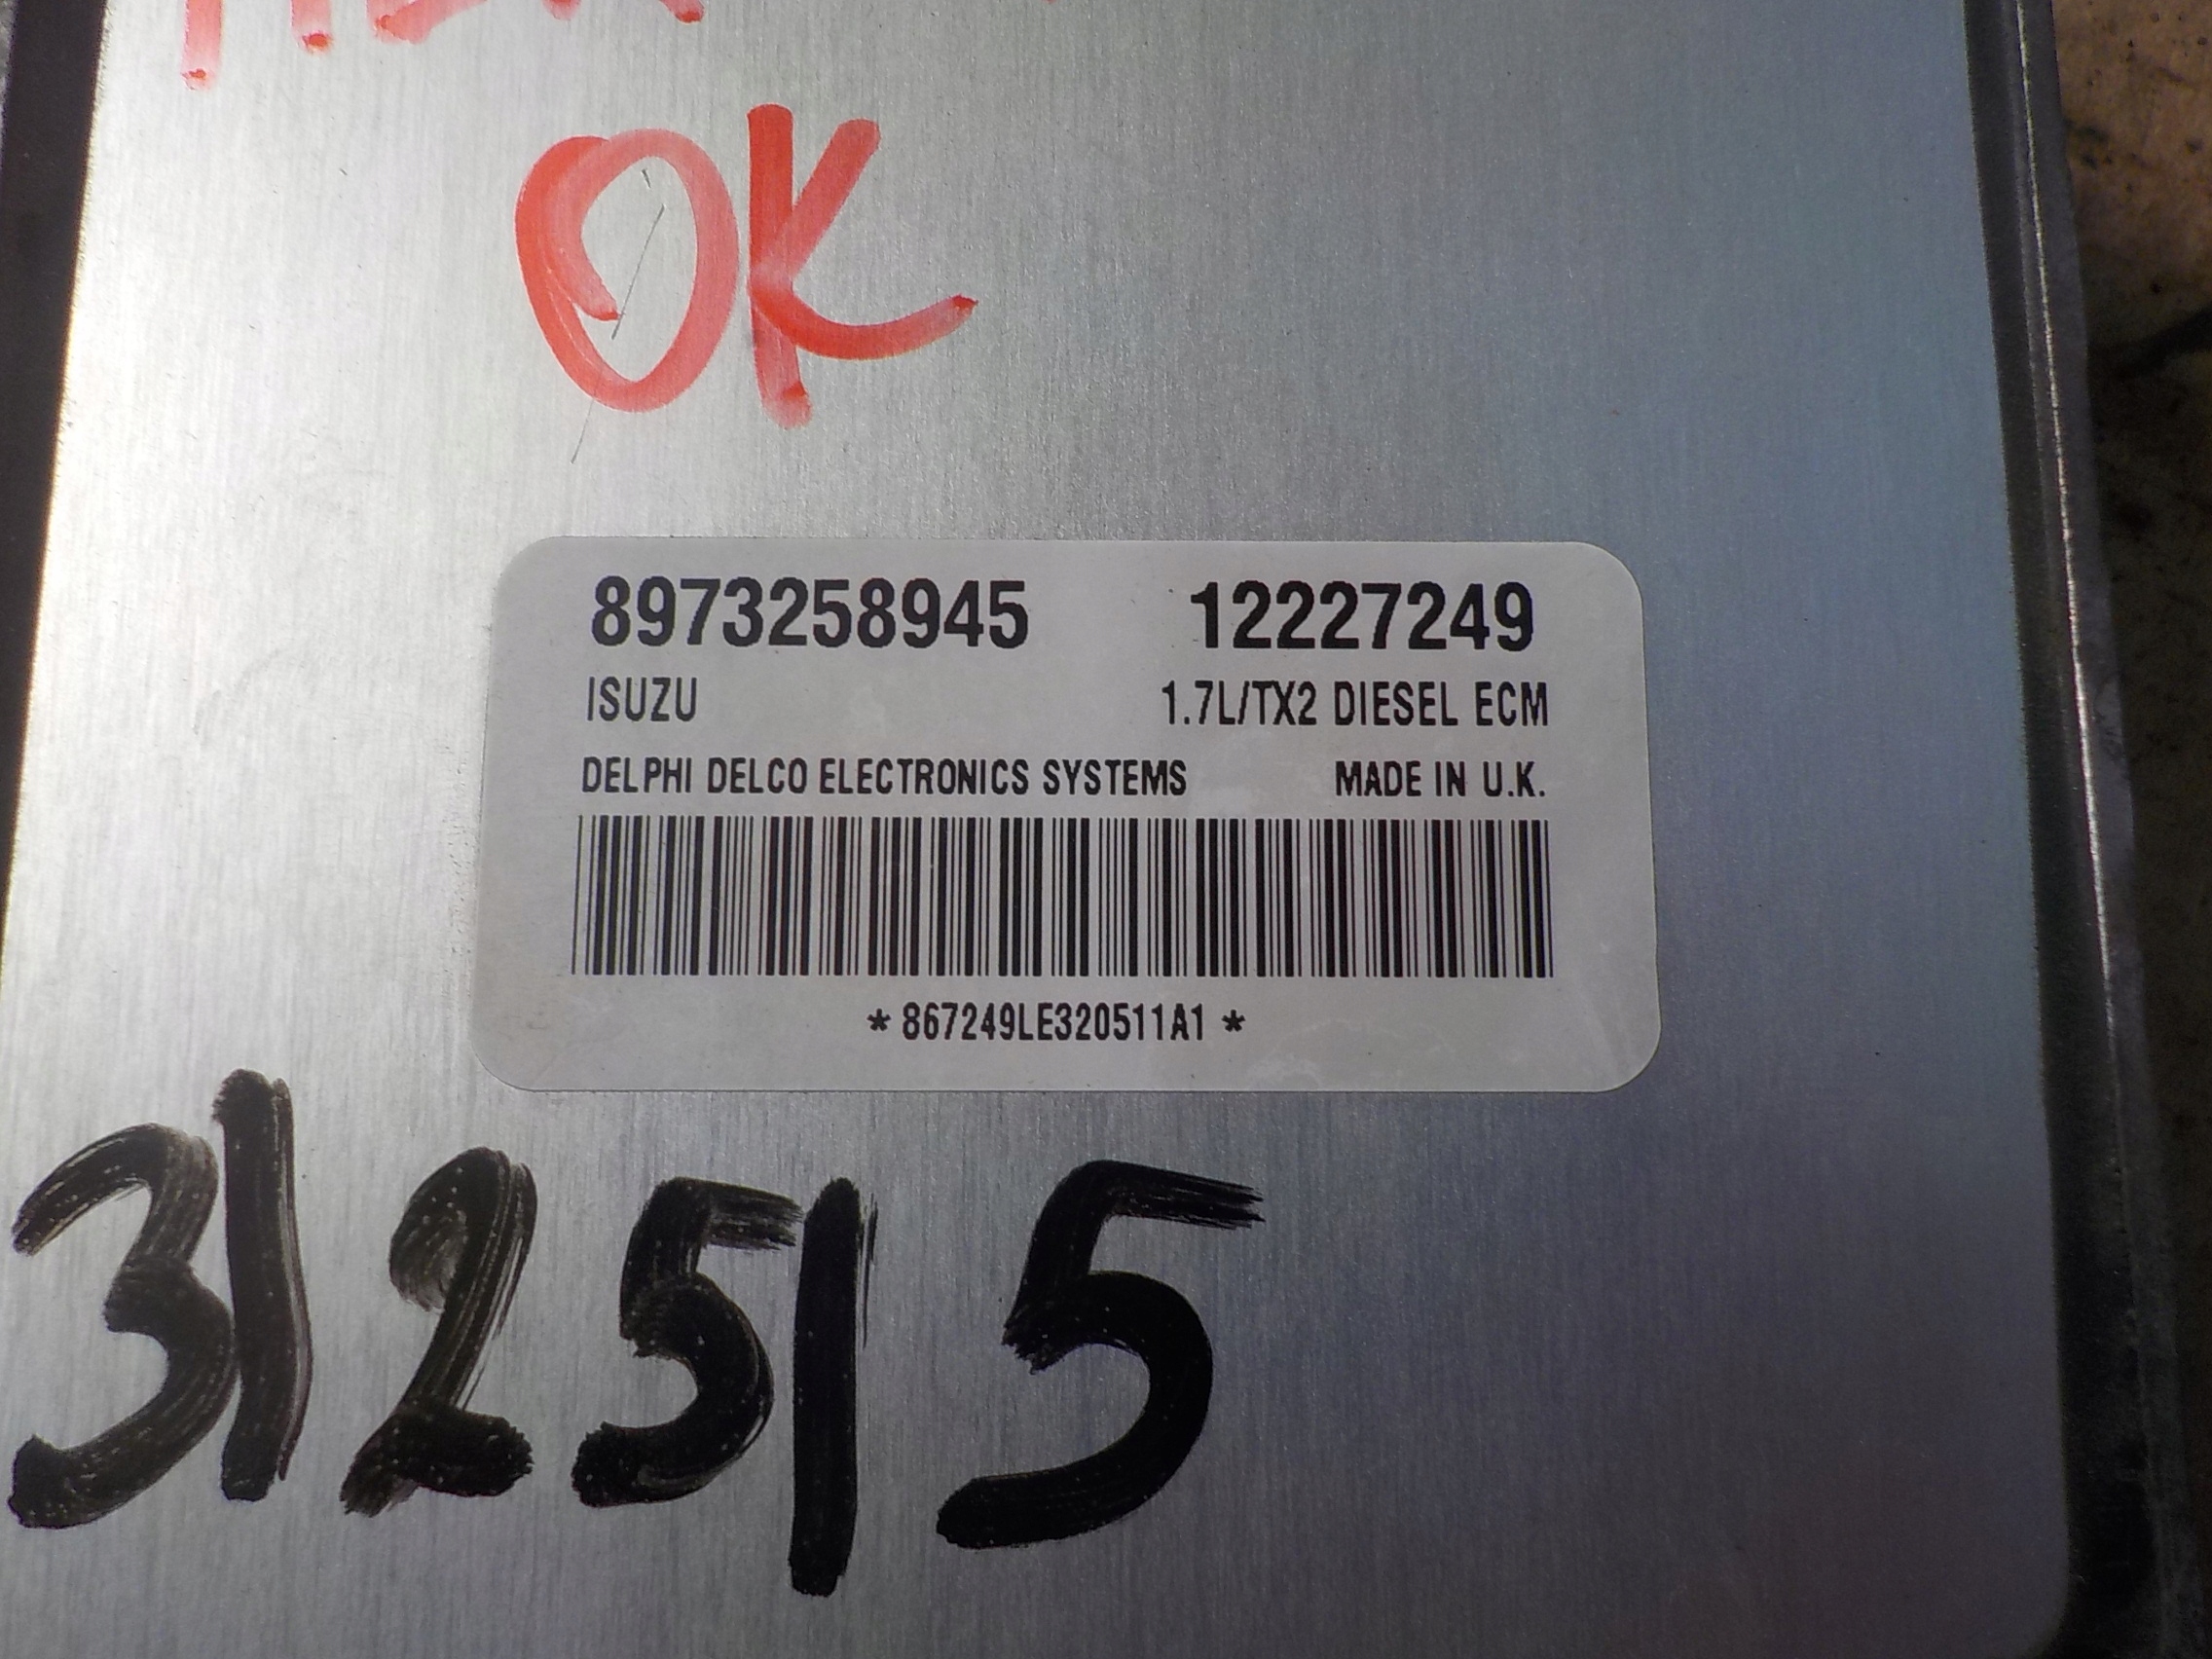 OK
8973258945 12227249
ISUZU 1.7L/TX2 DIESEL ECM
DELPHI DELCO ELECTRONICS SYSTEMS MADE IN U.K.
* 867249LE320511A1 *
312515